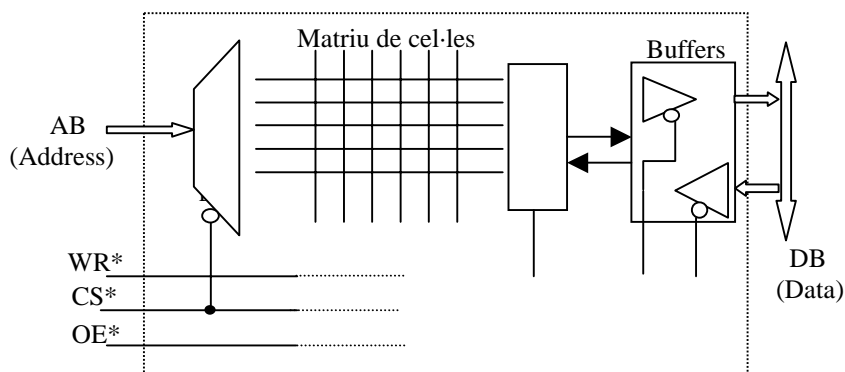 Matriu de cel·les
Buffers
AB
(Address)
WR*
CS*
OE*
DB
(Data)